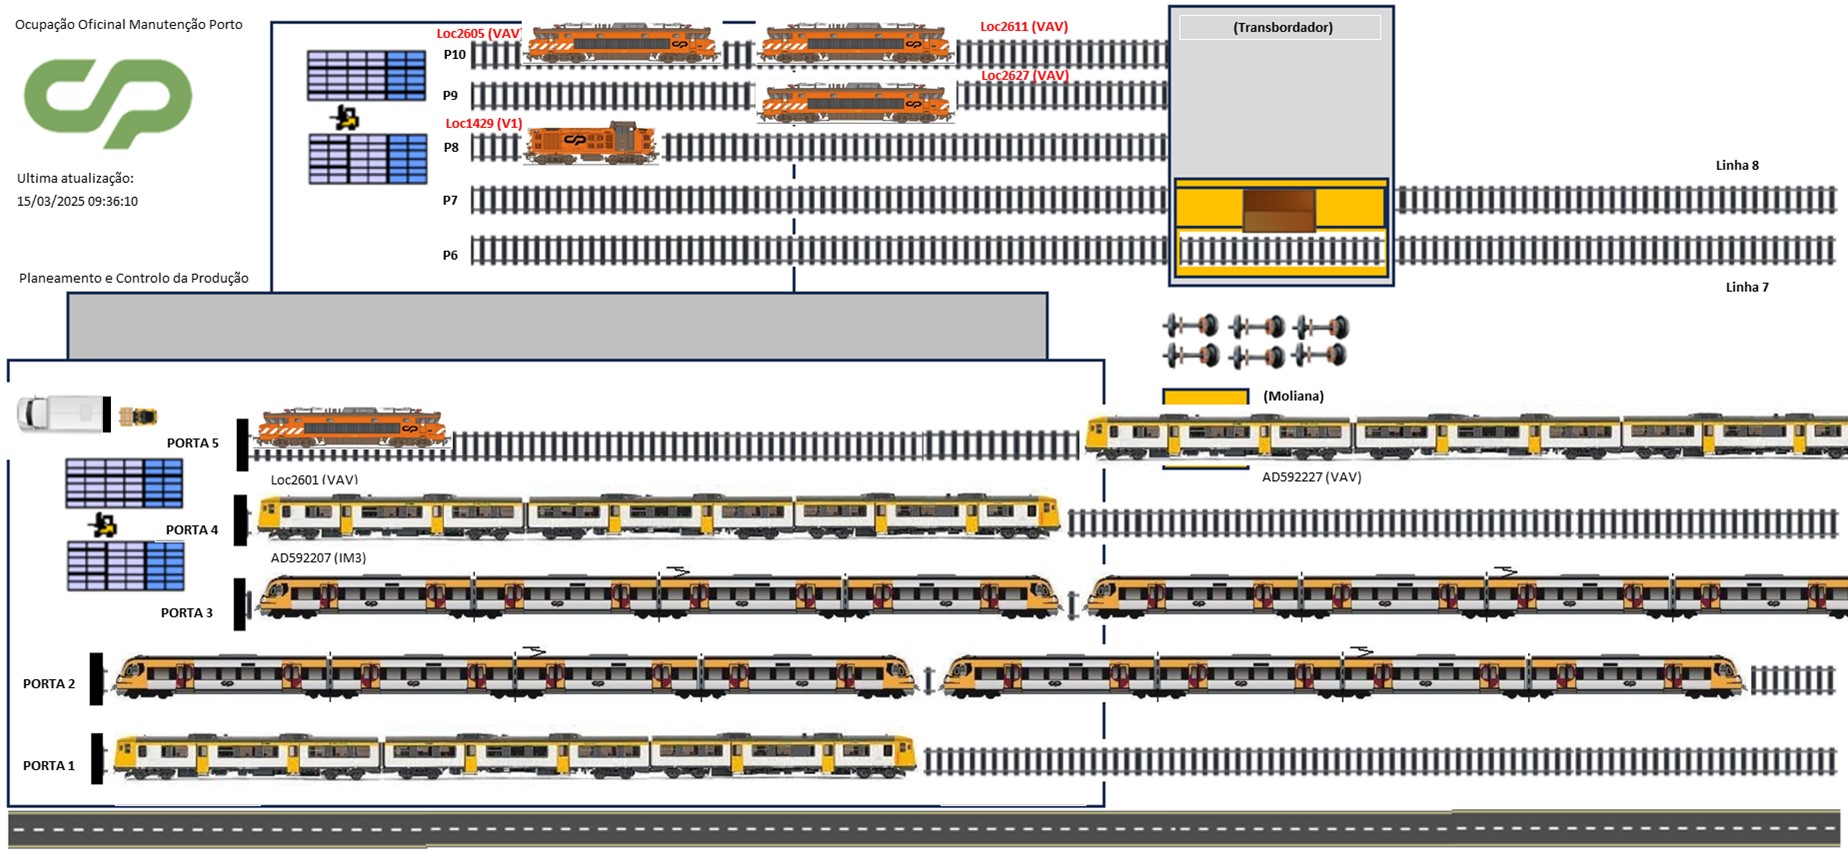 Ocupação Oficinal Manutenção Porto
Loc2605 (VAV)
Loc2611 (VAV)
(Transbordador)
P10
Loc2627 (VAV)
P9
Loc1429 (V1)
P8
Ultima atualização:
15/03/2025 09:36:10
Linha 8
P7
P6
Planeamento e Controlo da Produção
Linha 7
(Moliana)
PORTA 5
Loc2601 (VAV)
AD592227 (VAV)
PORTA 4
AD592207 (IM3)
PORTA 3
PORTA 2
PORTA 1